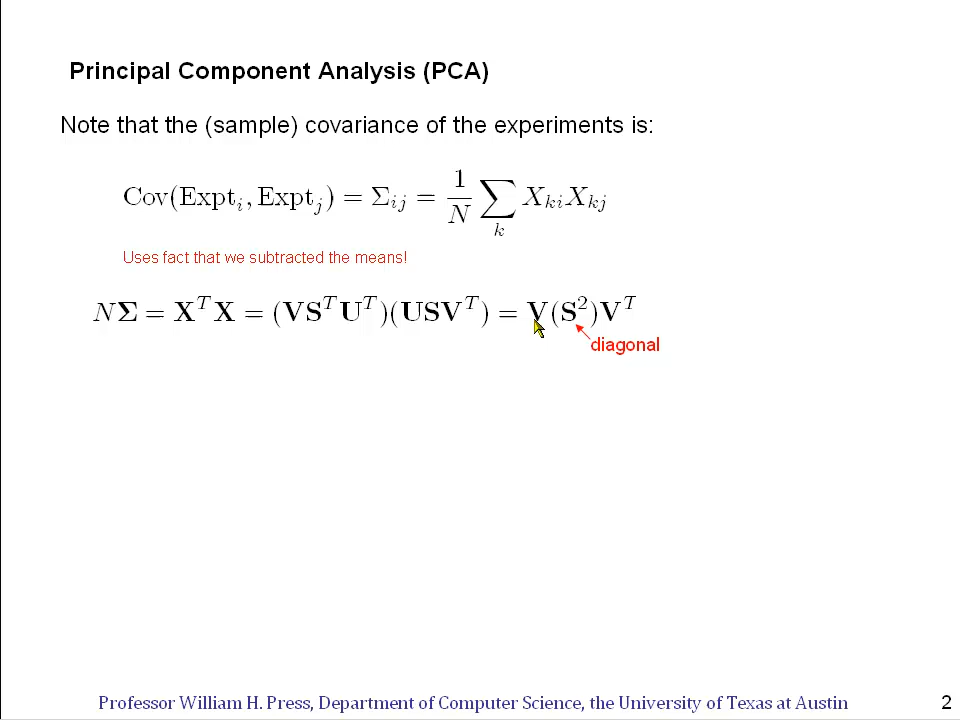 Principal Component Analysis (PCA)
Note that the (sample) covariance of the experiments is:
Cov(Expt_i, Expt_j) = Σ_ij = 1/N ∑_k X_ki X_kj
Uses fact that we subtracted the means!
NΣ = X^T X = (VS^T U^T)(USV^T) = V(S^2)V^T
diagonal
Professor William H. Press, Department of Computer Science, the University of Texas at Austin
2